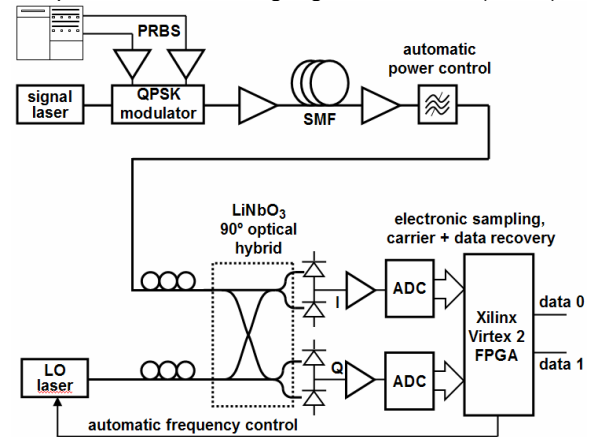 PRBS
automatic
power control
signal
laser
QPSK
modulator
SMF
LiNbO3
90º optical
hybrid
electronic sampling,
carrier + data recovery
I
ADC
Xilinx
Virtex 2
FPGA
data 0
data 1
LO
laser
Q
ADC
automatic frequency control